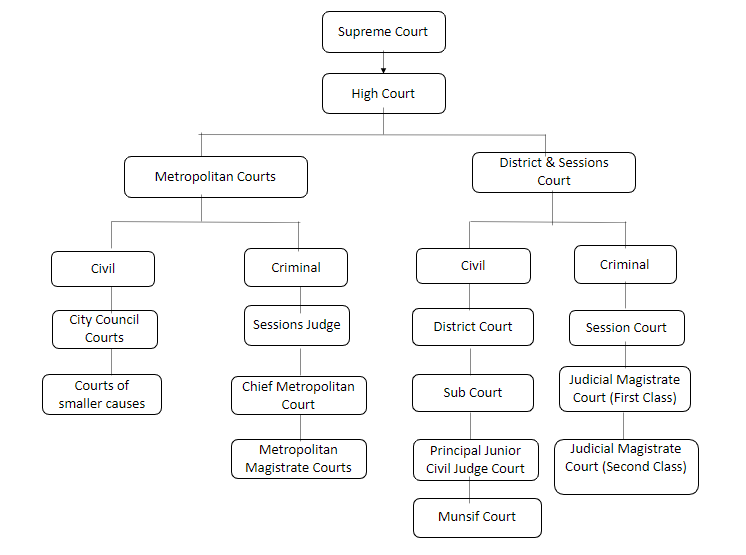 Supreme Court
High Court
Metropolitan Courts
District & Sessions
Court
Civil
Criminal
Civil
Criminal
City Council
Courts
Sessions Judge
District Court
Session Court
Courts of
smaller causes
Chief Metropolitan
Court
Sub Court
Judicial Magistrate
Court (First Class)
Metropolitan
Magistrate Courts
Principal Junior
Civil Judge Court
Judicial Magistrate
Court (Second Class)
Munsif Court